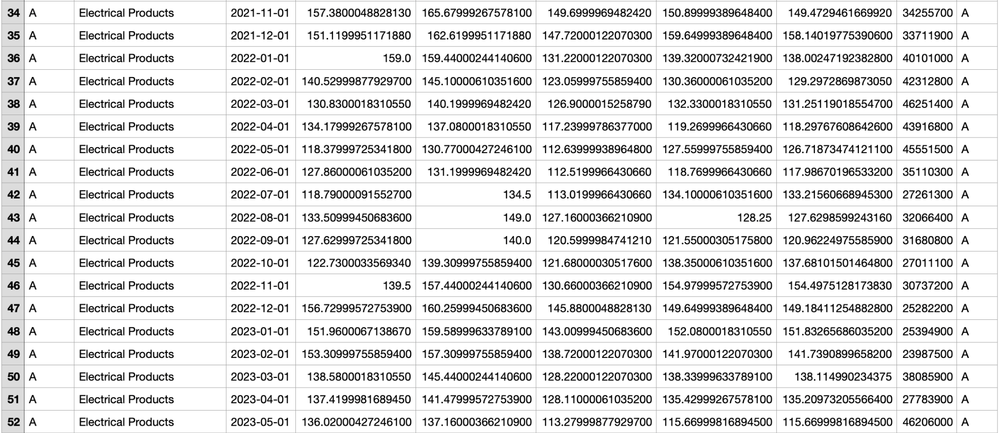 34 A Electrical Products 2021-11-01 157.3800048828130 165.67999267578100 149.6999969482420 150.89999389648400 149.4729461669920 34255700 A
35 A Electrical Products 2021-12-01 151.1199951171880 162.6199951171880 147.72000122070300 159.64999389648400 158.14019775390600 33711900 A
36 A Electrical Products 2022-01-01 159.0 159.44000244140600 131.22000122070300 139.32000732421900 138.00247192382800 40101000 A
37 A Electrical Products 2022-02-01 140.52999877929700 145.10000610351600 123.05999755859400 130.36000061035200 129.2972869873050 42312800 A
38 A Electrical Products 2022-03-01 130.8300018310550 140.1999969482420 126.9000015258790 132.3300018310550 131.25119018554700 46251400 A
39 A Electrical Products 2022-04-01 134.17999267578100 137.0800018310550 117.23999786377000 119.2699966430660 118.29767608642600 43916800 A
40 A Electrical Products 2022-05-01 118.37999725341800 130.77000427246100 112.63999938964800 127.55999755859400 126.71873474121100 45551500 A
41 A Electrical Products 2022-06-01 127.86000061035200 131.1999969482420 112.5199966430660 118.7699966430660 117.98670196533200 35110300 A
42 A Electrical Products 2022-07-01 118.79000091552700 134.5 113.0199966430660 134.10000610351600 133.21560668945300 27261300 A
43 A Electrical Products 2022-08-01 133.50999450683600 149.0 127.16000366210900 128.25 127.6298599243160 32066400 A
44 A Electrical Products 2022-09-01 127.62999725341800 140.0 120.5999984741210 121.55000305175800 120.96224975585900 31680800 A
45 A Electrical Products 2022-10-01 122.7300033569340 139.30999755859400 121.68000030517600 138.35000610351600 137.68101501464800 27011100 A
46 A Electrical Products 2022-11-01 139.5 157.44000244140600 130.66000366210900 154.97999572753900 154.4975128173830 30737200 A
47 A Electrical Products 2022-12-01 156.72999572753900 160.25999450683600 145.8800048828130 149.64999389648400 149.18411254882800 25282200 A
48 A Electrical Products 2023-01-01 151.9600067138670 159.58999633789100 143.00999450683600 152.0800018310550 151.83265686035200 25394900 A
49 A Electrical Products 2023-02-01 153.30999755859400 157.30999755859400 138.72000122070300 141.97000122070300 141.7390899658200 23987500 A
50 A Electrical Products 2023-03-01 138.5800018310550 145.44000244140600 128.22000122070300 138.33999633789100 138.114990234375 38085900 A
51 A Electrical Products 2023-04-01 137.4199981689450 141.47999572753900 128.11000061035200 135.42999267578100 135.20973205566400 27783900 A
52 A Electrical Products 2023-05-01 136.02000427246100 137.16000366210900 113.27999877929700 115.66999816894500 115.66999816894500 46206000 A